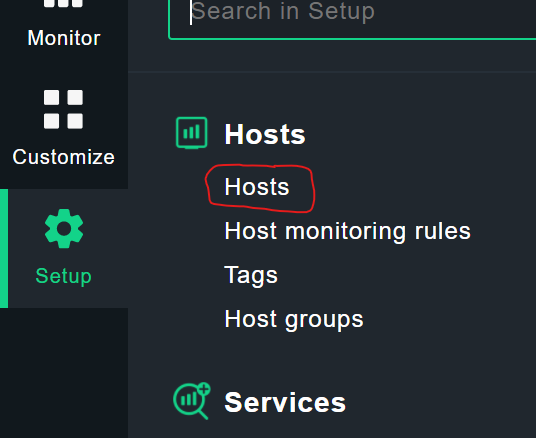 Monitor
Search in Setup
Customize
Setup
Hosts
Hosts
Host monitoring rules
Tags
Host groups
Services